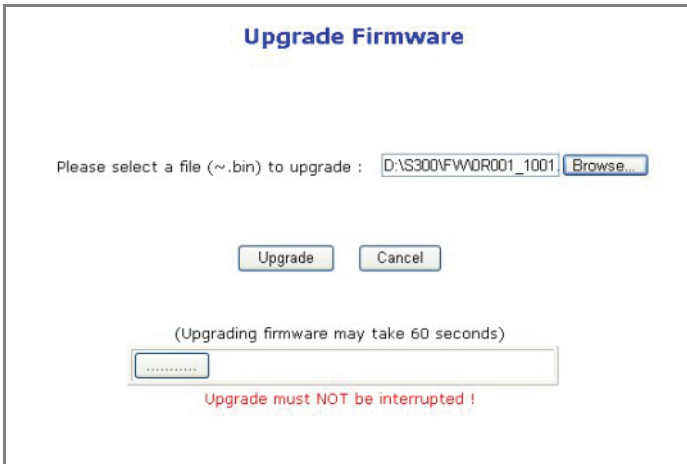 Upgrade Firmware
Please select a file (~.bin) to upgrade : D:\S300\FW\0R001_1001. Browse...
Upgrade Cancel
(Upgrading firmware may take 60 seconds)
...........
Upgrade must NOT be interrupted !